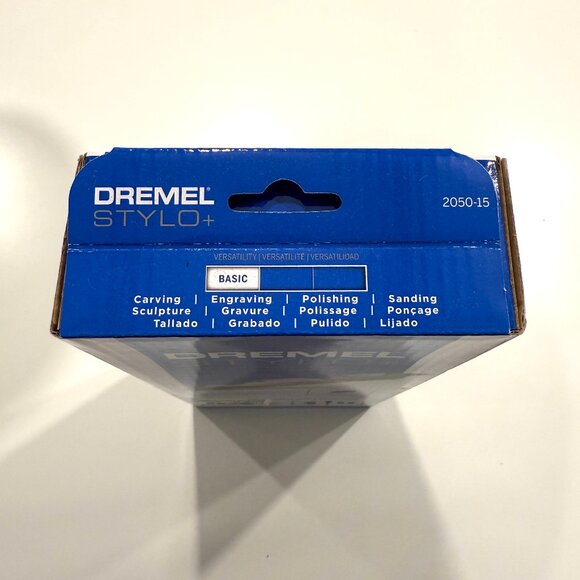 DREMEL®
STYLO+
2050-15
VERSATILITY | VERSATILITÉ | VERSATILIDAD
BASIC
Carving | Engraving | Polishing | Sanding
Sculpture | Gravure | Polissage | Ponçage
Tallado | Grabado | Pulido | Lijado
DREMEL